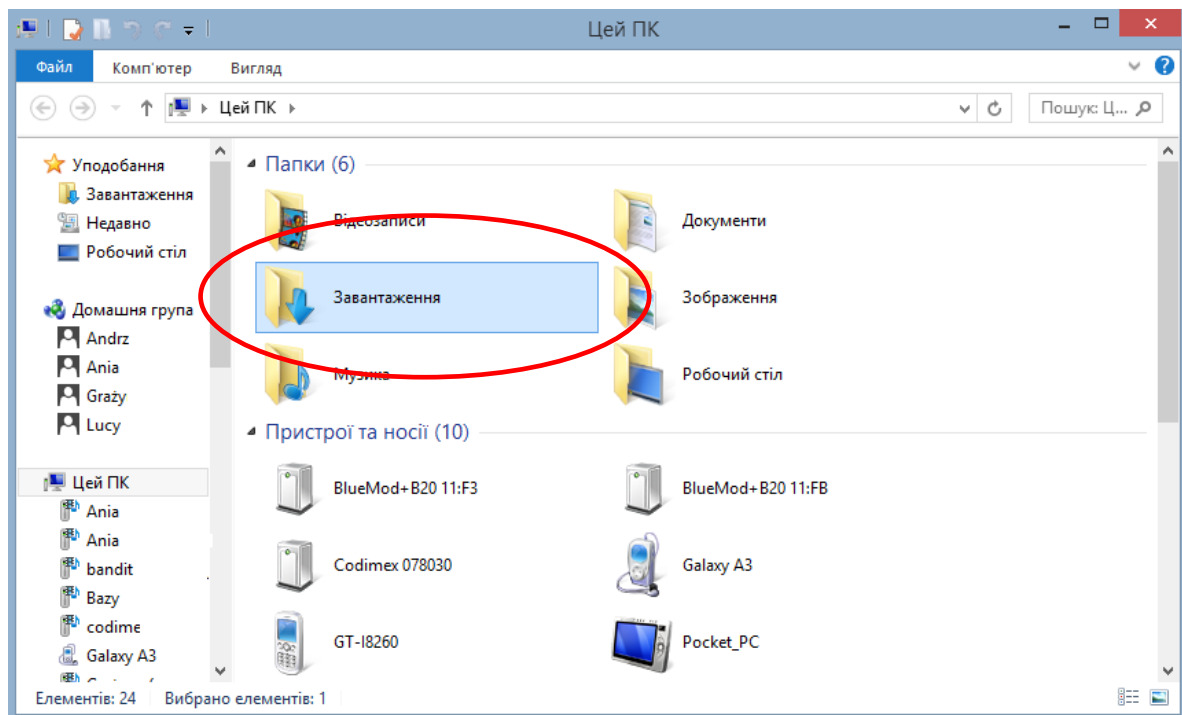 Цей ПК
Файл Комп'ютер Вигляд
Цей ПК
Пошук: Ц...
Уподобання
Завантаження
Недавно
Робочий стіл
Домашня група
Andrz
Ania
Graży
Lucy
Цей ПК
Ania
Ania
bandit
Bazy
codime
Galaxy A3
Папки (6)
Відеозаписи Документи
Завантаження Зображення
Музика Робочий стіл
Пристрої та носії (10)
BlueMod+B20 11:F3 BlueMod+B20 11:FB
Codimex 078030 Galaxy A3
GT-I8260 Pocket_PC
Елементів: 24 Вибрано елементів: 1